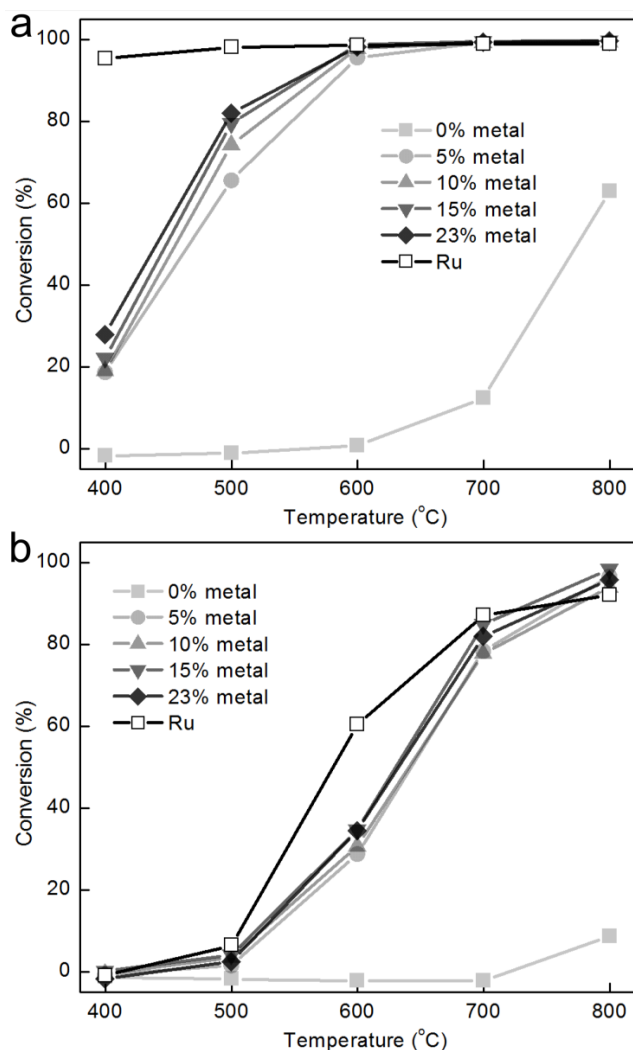 a
100
80
60
40
20
0
Conversion (%)
0% metal
5% metal
10% metal
15% metal
23% metal
Ru
400 500 600 700 800
Temperature (°C)
b
100
80
60
40
20
0
Conversion (%)
0% metal
5% metal
10% metal
15% metal
23% metal
Ru
400 500 600 700 800
Temperature (°C)